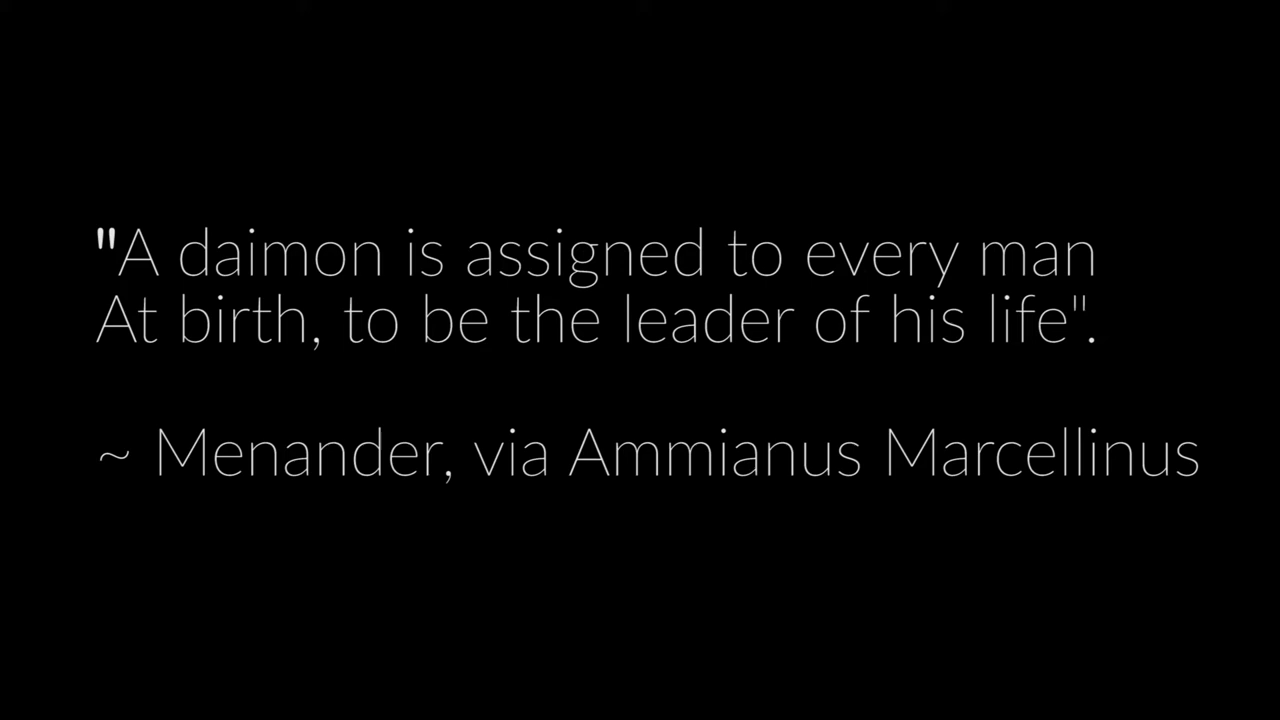 "A daimon is assigned to every man
At birth, to be the leader of his life".
~ Menander, via Ammianus Marcellinus